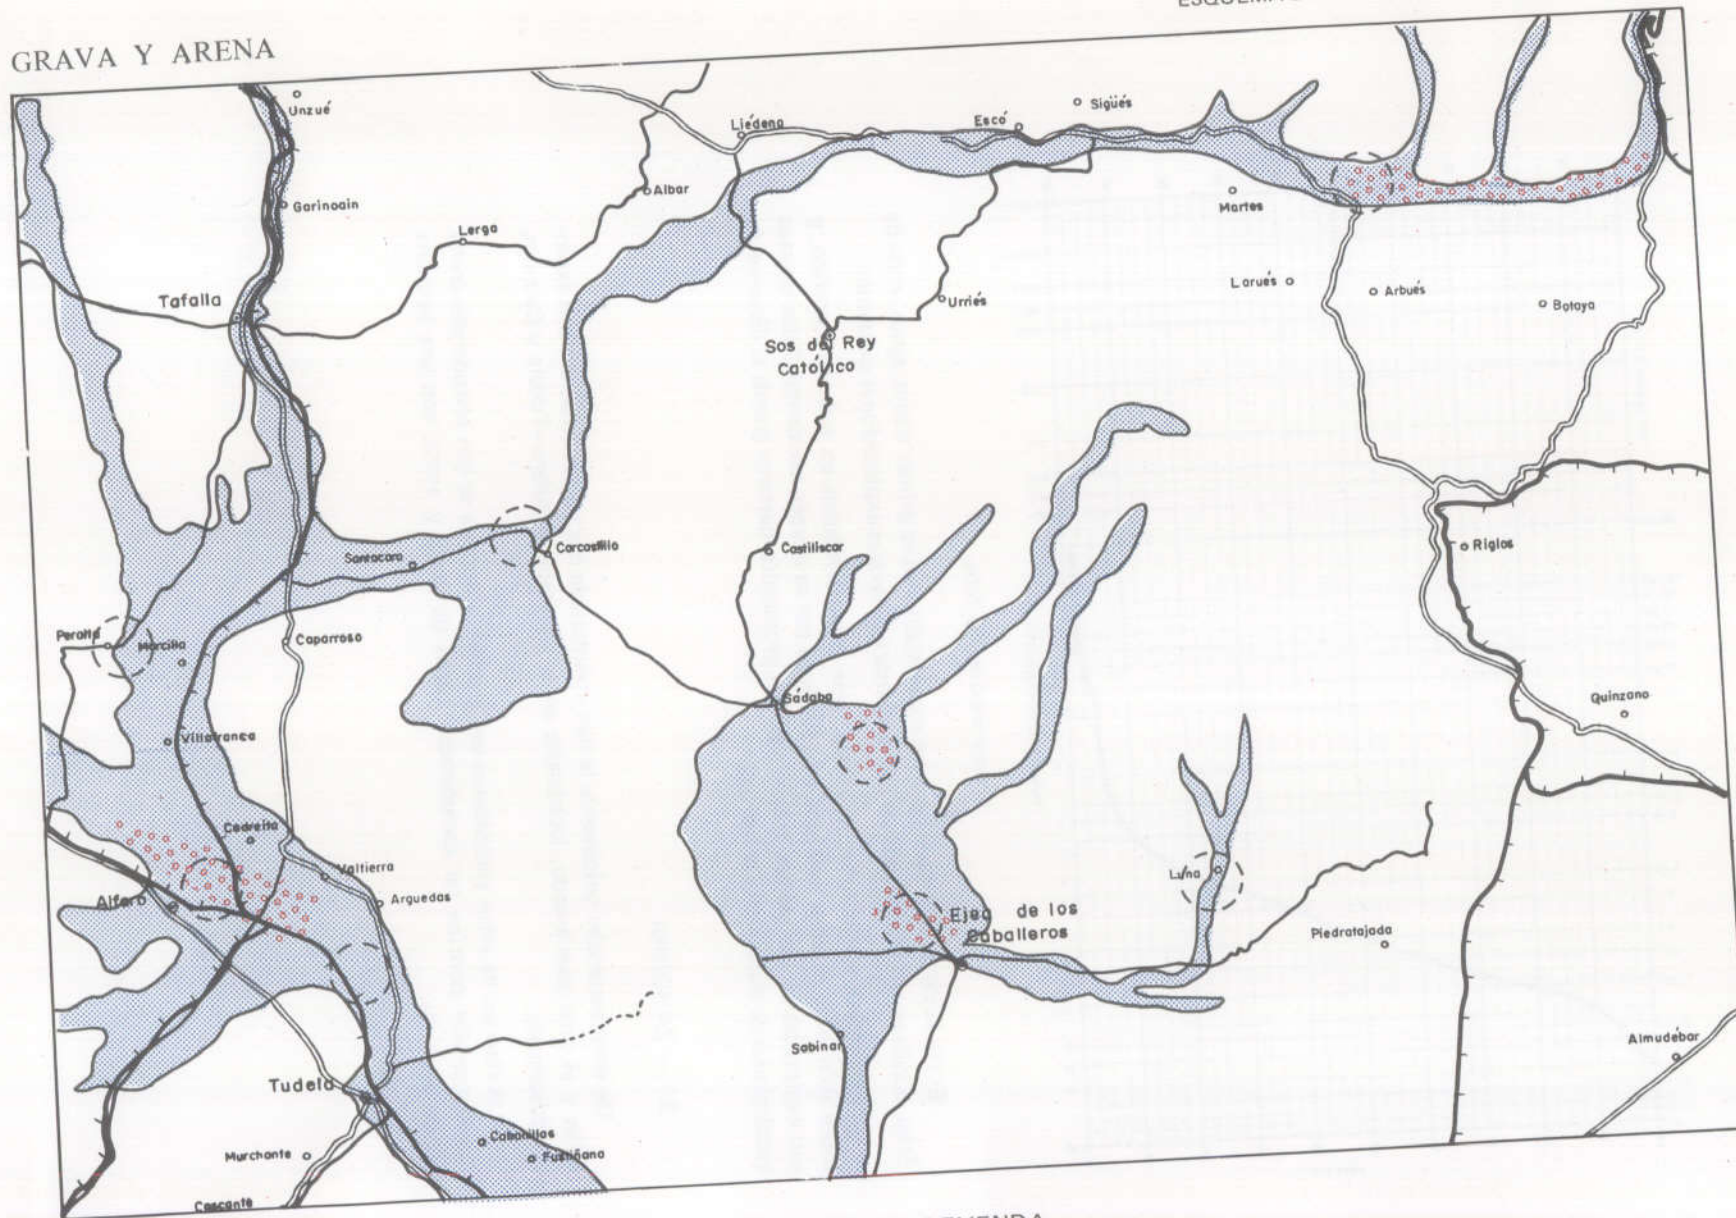 GRAVA Y ARENA
Unzué
Garinoain
Tafalla
Lerga
Albar
Liédena
Escó
Sigüés
Martes
Larués
Arbués
Botaya
Urriés
Sos del Rey
Católico
Santacara
Carcastillo
Castiliscar
Riglos
Peralta
Marcilla
Caparroso
Sádaba
Quinzano
Villafranca
Cadreita
Valtierra
Alfaro
Arguedas
Luna
Ejea de los
Caballeros
Piedratajada
Sabinar
Almudébar
Tudela
Murchante
Cabanillas
Fustiñana
Cascante